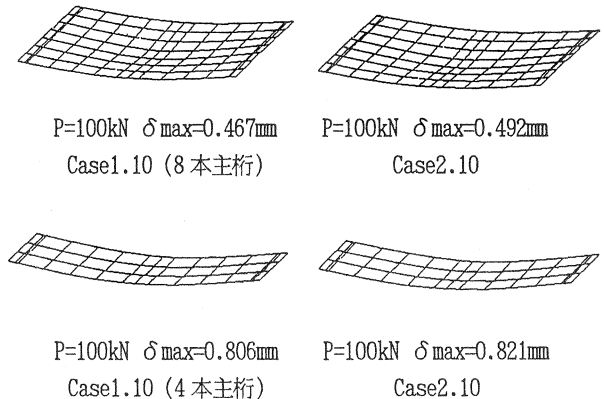 P=100kN δmax=0.467mm
P=100kN δmax=0.492mm
Case1.10 (8本主桁)
Case2.10
P=100kN δmax=0.806mm
P=100kN δmax=0.821mm
Case1.10 (4本主桁)
Case2.10